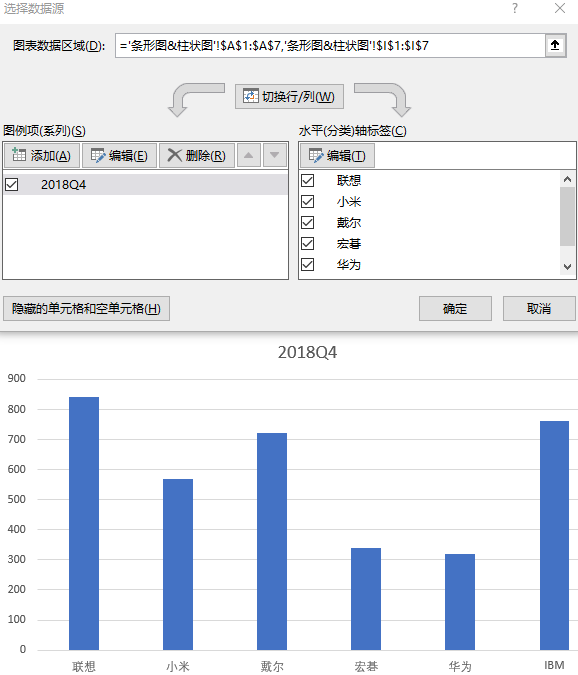 选择数据源 ?
图表数据区域(D): ='条形图&柱状图'!$A$1:$A$7,'条形图&柱状图'!$I$1:$I$7
切换行/列(W)
图例项(系列)(S)
水平(分类)轴标签(C)
添加(A) 编辑(E) 删除(R)
编辑(T)
2018Q4
联想
小米
戴尔
宏碁
华为
隐藏的单元格和空单元格(H)
确定 取消
2018Q4
900
800
700
600
500
400
300
200
100
0
联想 小米 戴尔 宏碁 华为 IBM